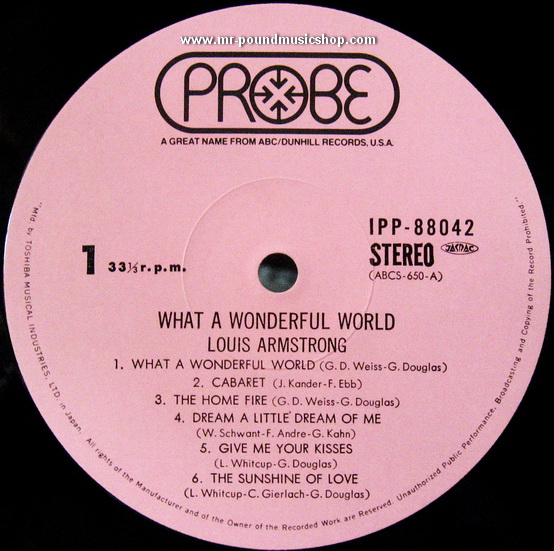 www.mr-poundmusicshop.com
PROBE
A GREAT NAME FROM ABC/DUNHILL RECORDS, U.S.A.
IPP-88042
1 33⅓ r.p.m.
STEREO JASRAC
(ABCS-650-A)
WHAT A WONDERFUL WORLD
LOUIS ARMSTRONG
1. WHAT A WONDERFUL WORLD (G. D. Weiss-G. Douglas)
2. CABARET (J. Kander-F. Ebb)
3. THE HOME FIRE (G. D. Weiss-G. Douglas)
4. DREAM A LITTLE DREAM OF ME
(W. Schwant-F. Andre-G. Kahn)
5. GIVE ME YOUR KISSES
(L. Whitcup-G. Douglas)
6. THE SUNSHINE OF LOVE
(L. Whitcup-C. Gierlach-G. Douglas)
"Mfd. by TOSHIBA MUSICAL INDUSTRIES, LTD. in Japan. All rights of the Manufacturer and of the Owner of the Recorded Work are Reserved. Unauthorized Public Performance, Broadcasting and Copying of the Record Prohibited."